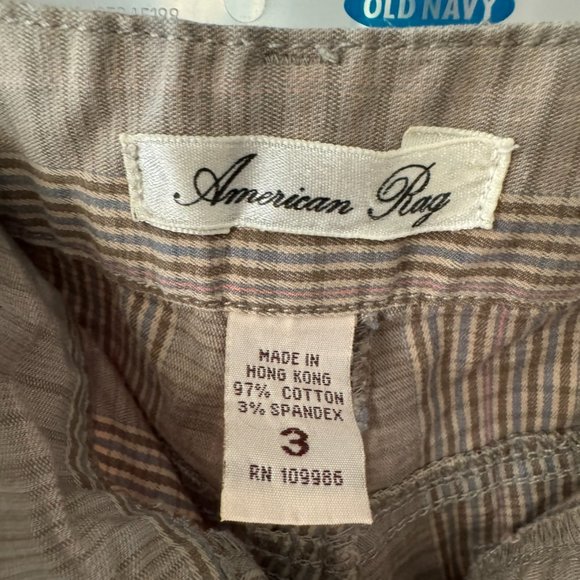 OLD NAVY
American Rag
MADE IN
HONG KONG
97% COTTON
3% SPANDEX
3
RN 109986